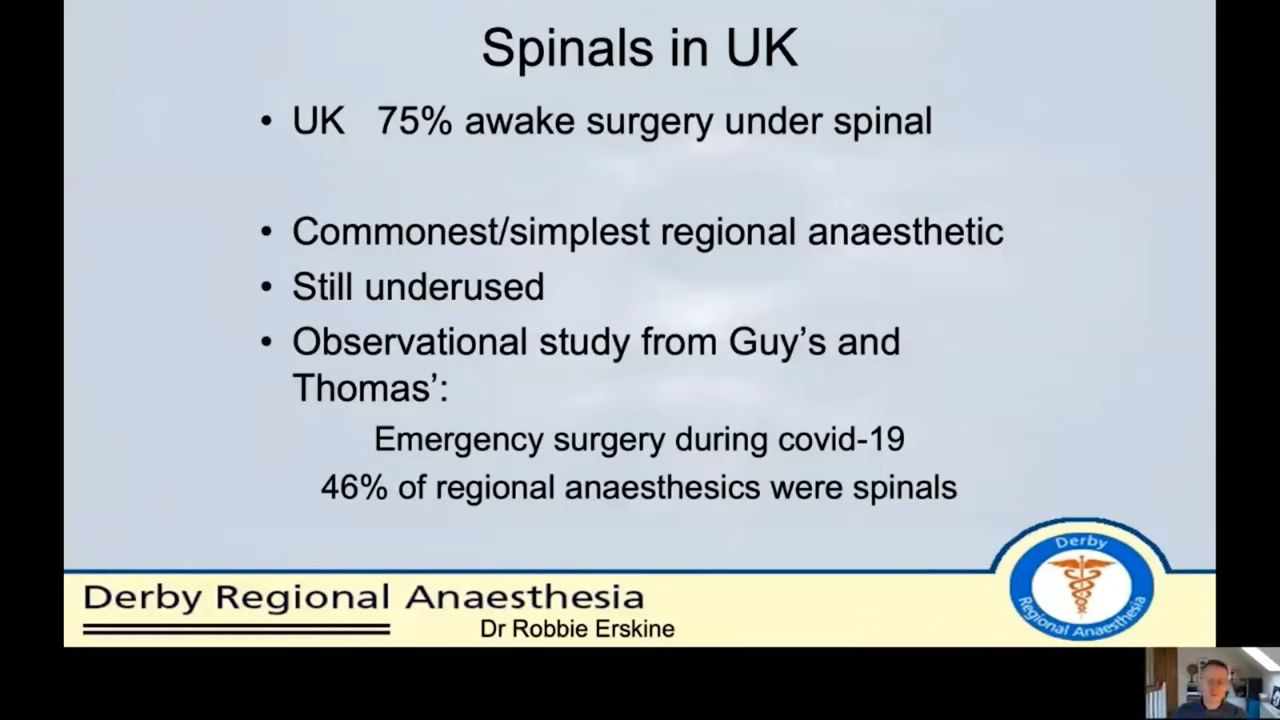 Spinals in UK
• UK 75% awake surgery under spinal
• Commonest/simplest regional anaesthetic
• Still underused
• Observational study from Guy's and
Thomas':
Emergency surgery during covid-19
46% of regional anaesthesics were spinals
Derby Regional Anaesthesia
Dr Robbie Erskine
Derby
Regional Anaesthesia